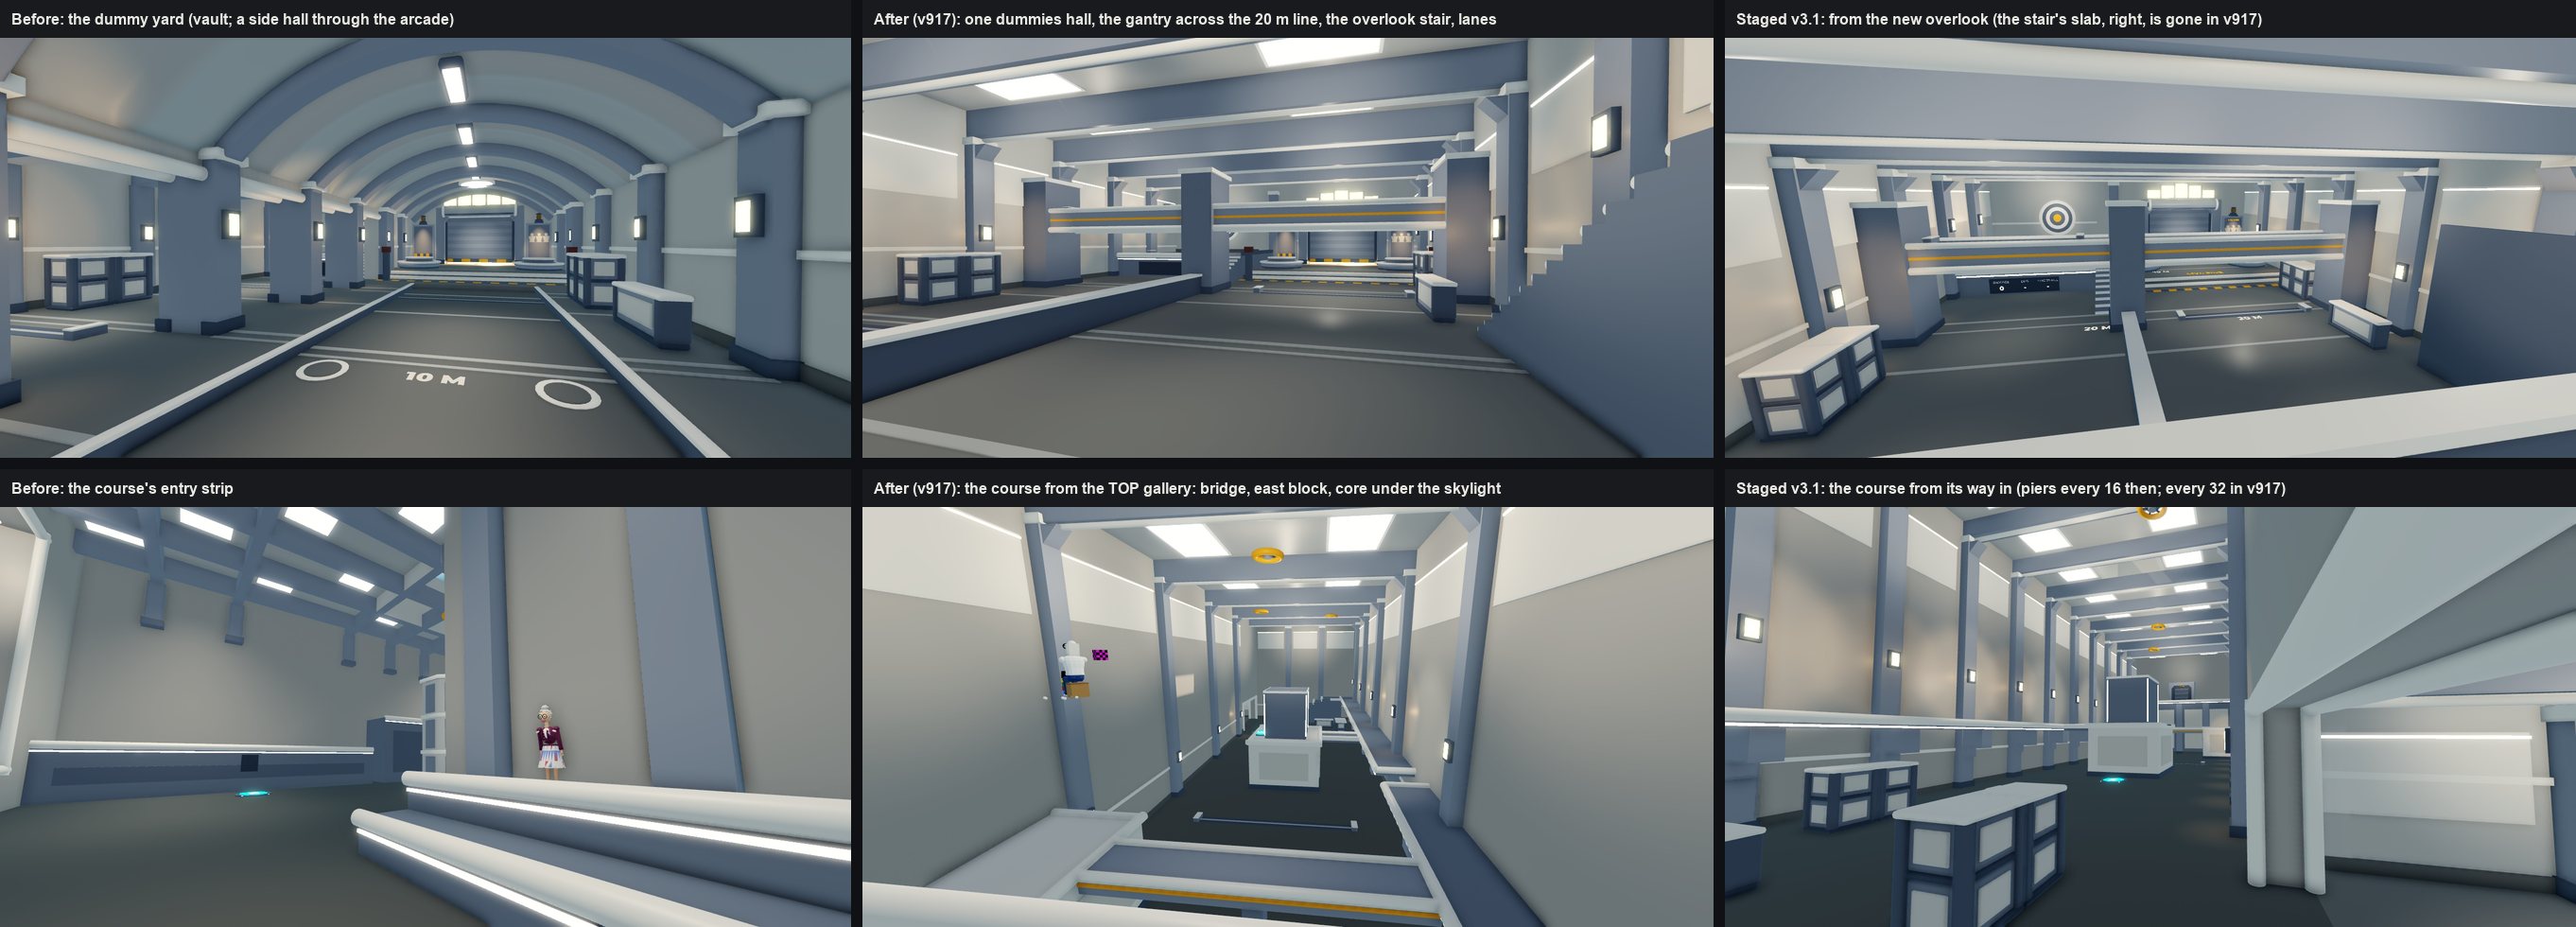 Before: the dummy yard (vault; a side hall through the arcade)
After (v917): one dummies hall, the gantry across the 20 m line, the overlook stair, lanes
Staged v3.1: from the new overlook (the stair's slab, right, is gone in v917)
10 M
20 M
20 M
Before: the course's entry strip
After (v917): the course from the TOP gallery: bridge, east block, core under the skylight
Staged v3.1: the course from its way in (piers every 16 then; every 32 in v917)